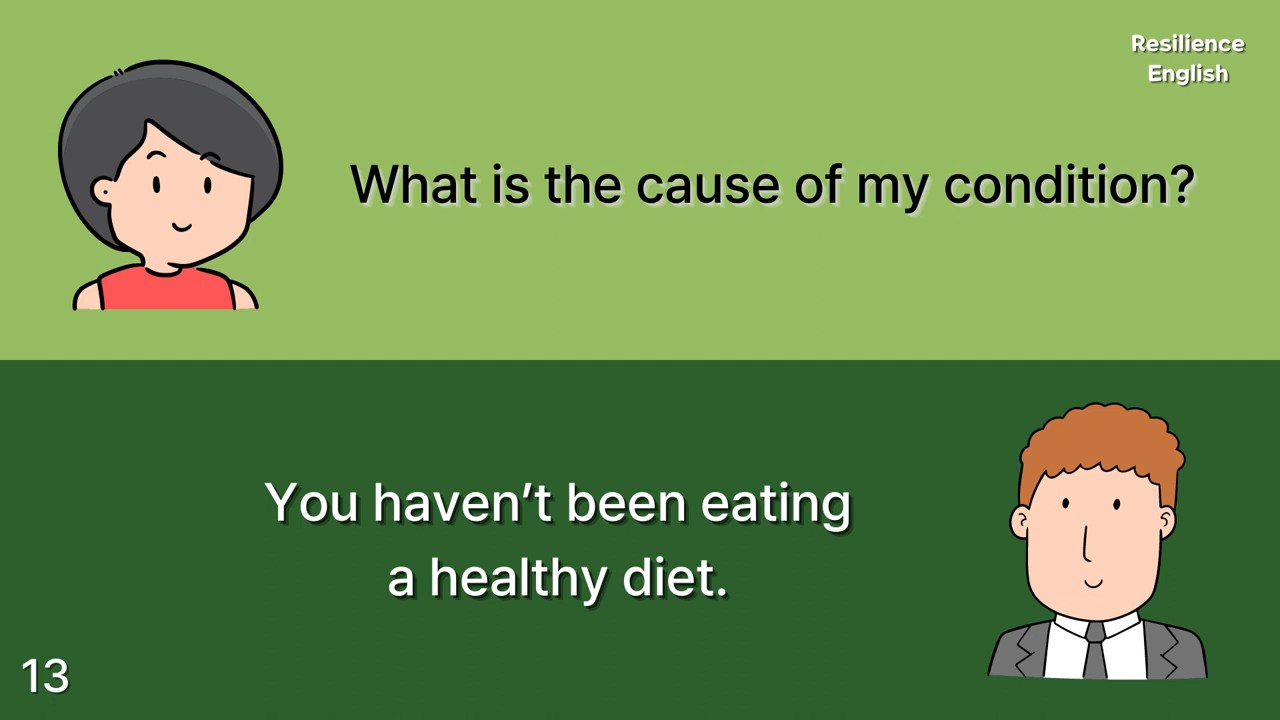 Resilience
English
What is the cause of my condition?
You haven’t been eating
a healthy diet.
13